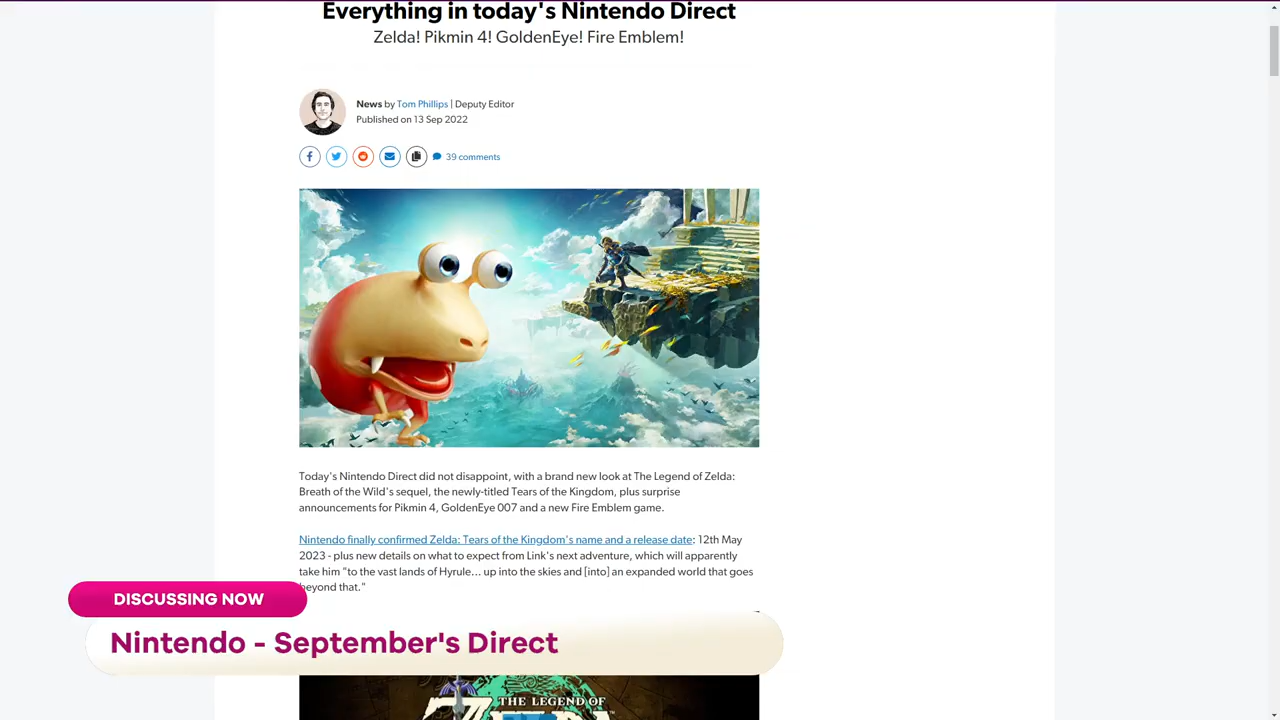 Everything in today's Nintendo Direct
Zelda! Pikmin 4! GoldenEye! Fire Emblem!
News by Tom Phillips | Deputy Editor
Published on 13 Sep 2022
39 comments
Today's Nintendo Direct did not disappoint, with a brand new look at The Legend of Zelda:
Breath of the Wild's sequel, the newly-titled Tears of the Kingdom, plus surprise
announcements for Pikmin 4, GoldenEye 007 and a new Fire Emblem game.
Nintendo finally confirmed Zelda: Tears of the Kingdom's name and a release date: 12th May
2023 - plus new details on what to expect from Link's next adventure, which will apparently
take him "to the vast lands of Hyrule... up into the skies and [into] an expanded world that goes
beyond that."
DISCUSSING NOW
Nintendo - September's Direct
THE LEGEND OF
ZELDA